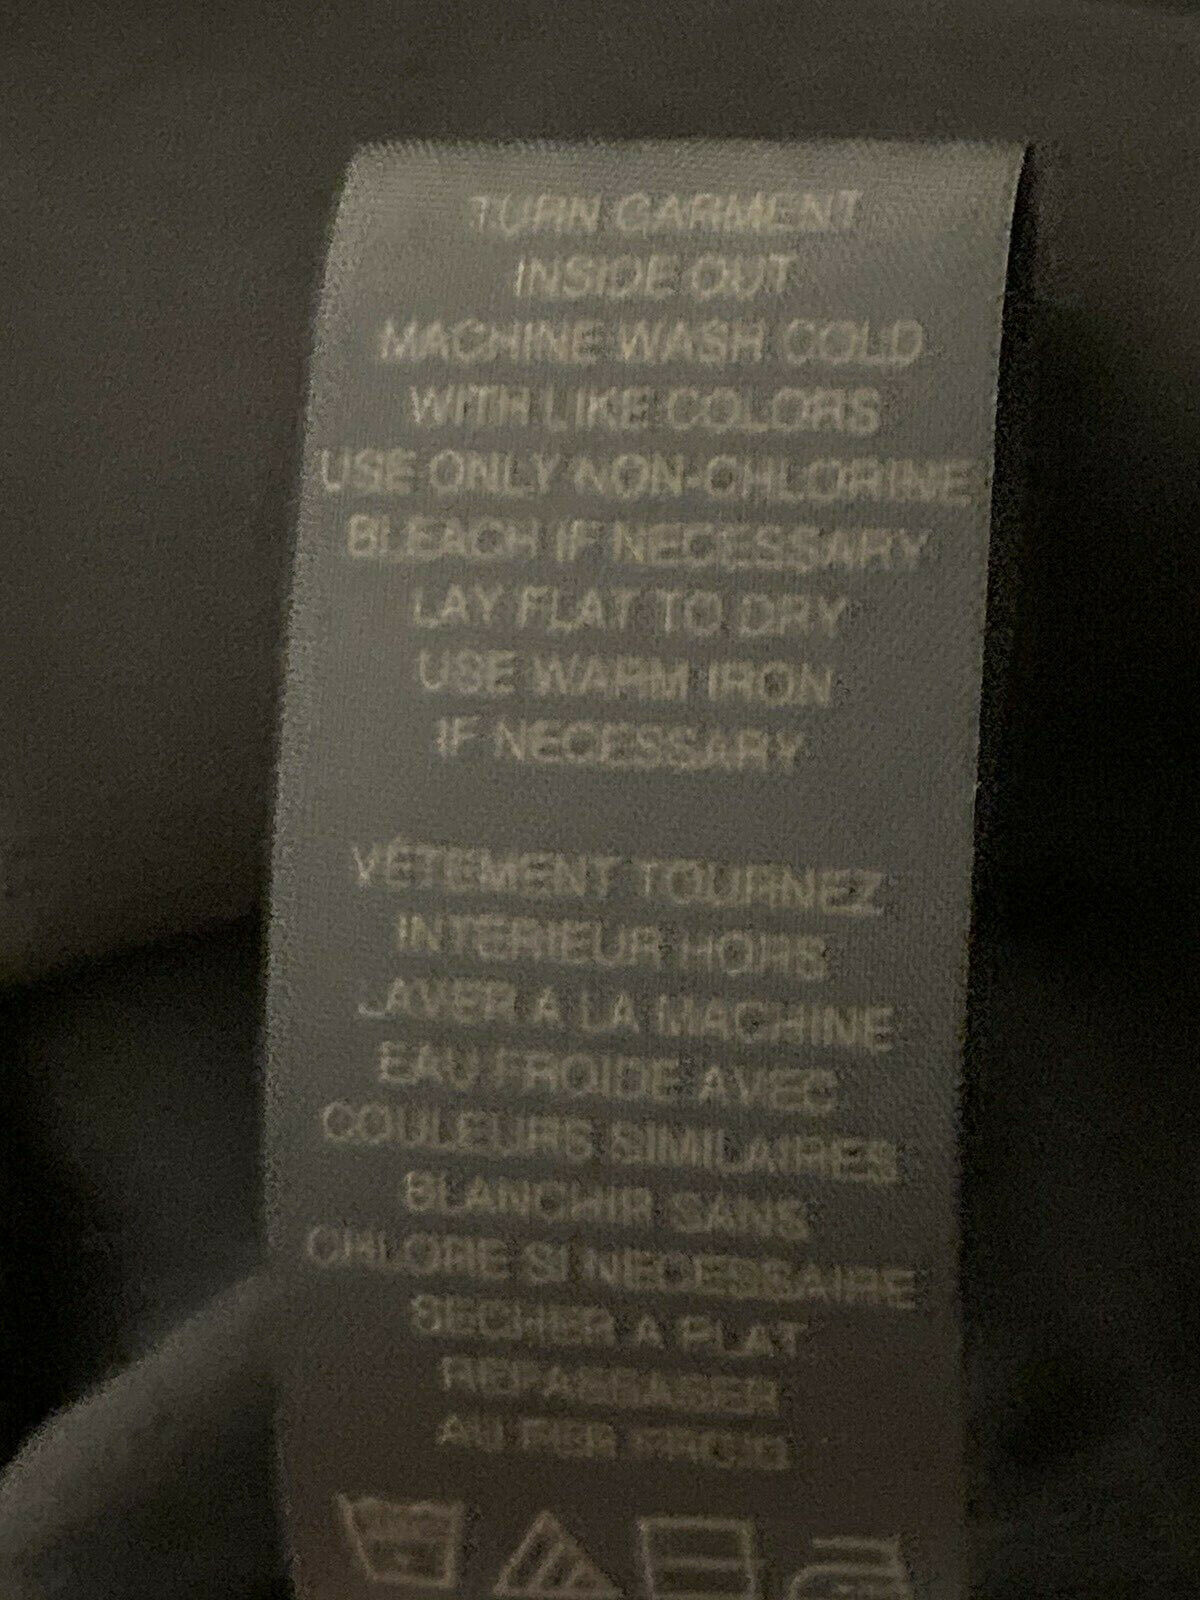 TURN GARMENT
INSIDE OUT
MACHINE WASH COLD
WITH LIKE COLORS
USE ONLY NON-CHLORINE
BLEACH IF NECESSARY
LAY FLAT TO DRY
USE WARM IRON
IF NECESSARY
VÊTEMENT TOURNEZ
INTERIEUR HORS
LAVER A LA MACHINE
EAU FROIDE AVEC
COULEURS SIMILAIRES
BLANCHIR SANS
CHLORE SI NECESSAIRE
SECHER A PLAT
REPASSASER
AU FER FROID